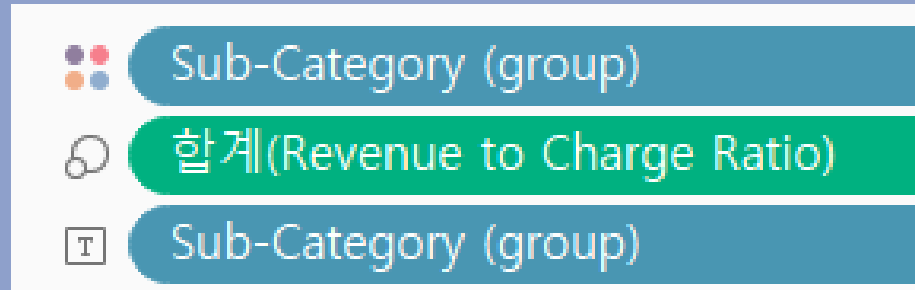 Sub-Category (group)
합계(Revenue to Charge Ratio)
T Sub-Category (group)